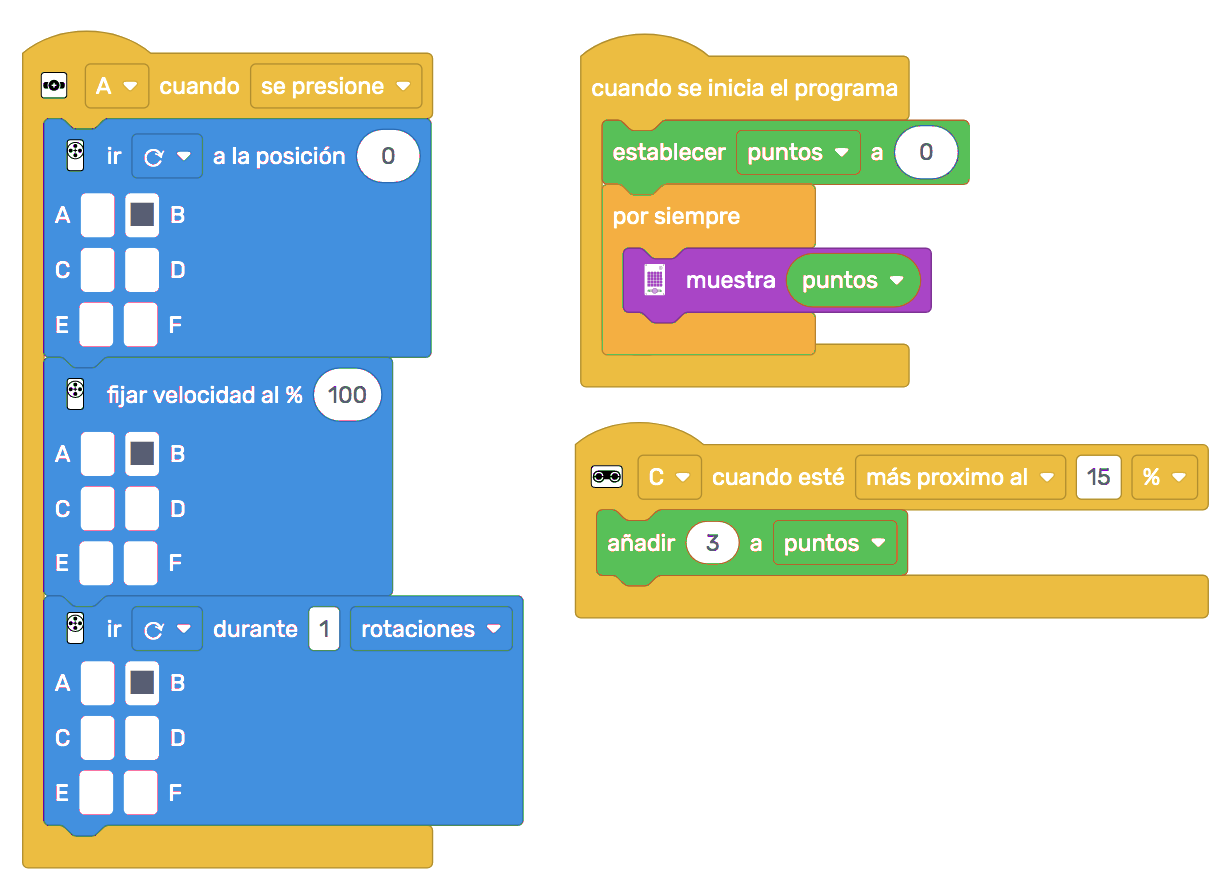 A cuando se presione
ir a la posición 0
A B
C D
E F
fijar velocidad al % 100
A B
C D
E F
ir durante 1 rotaciones
A B
C D
E F
cuando se inicia el programa
establecer puntos a 0
por siempre
muestra puntos
C cuando esté más proximo al 15 %
añadir 3 a puntos